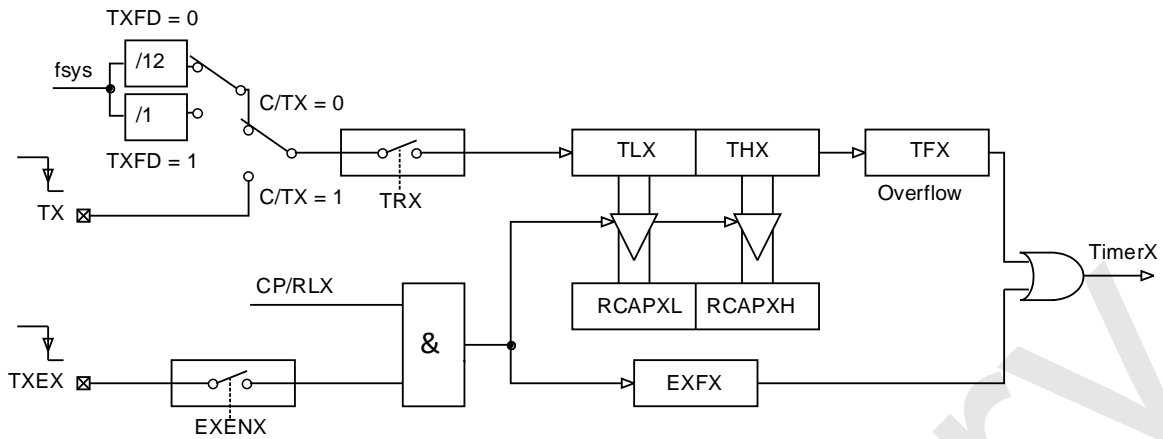 TXFD = 0
/12
fsys
C/TX = 0
/1
TXFD = 1
TLX
THX
TFX
Overflow
TX
C/TX = 1
TRX
TimerX
CP/RLX
RCAPXL
RCAPXH
&
TXEX
EXENX
EXFX